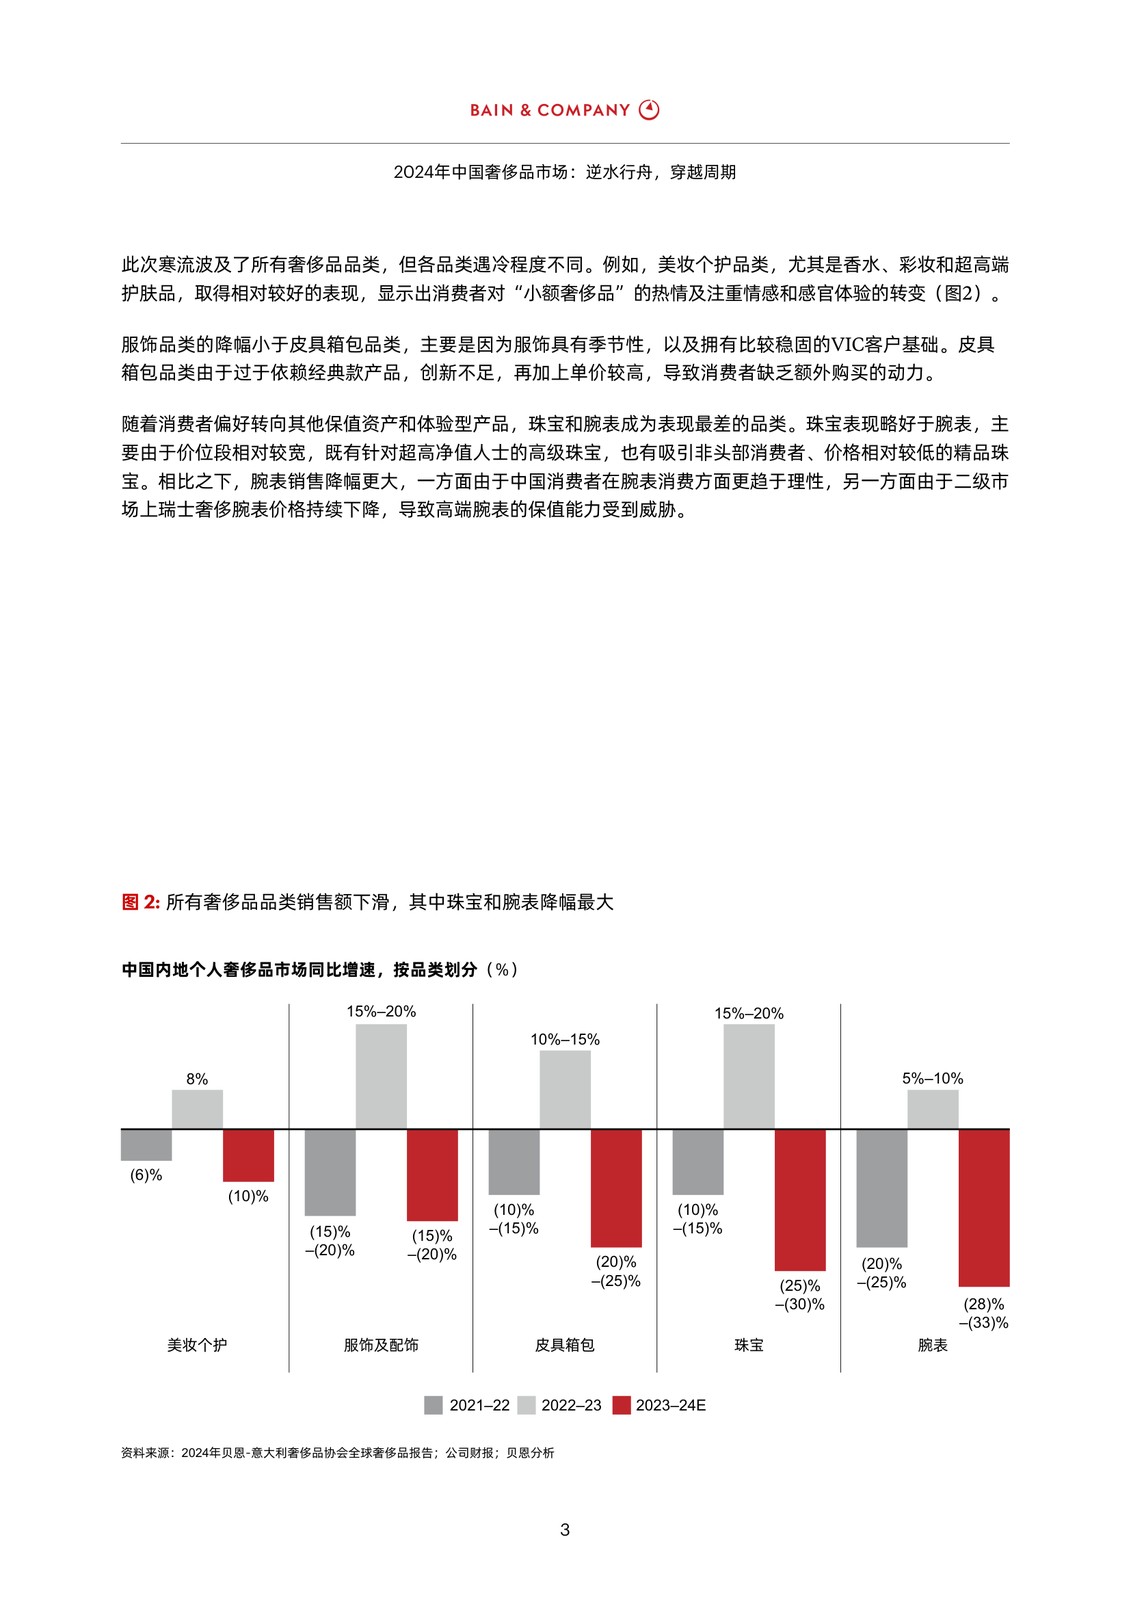 BAIN & COMPANY
2024年中国奢侈品市场：逆水行舟，穿越周期
此次寒流波及了所有奢侈品品类，但各品类遇冷程度不同。例如，美妆个护品类，尤其是香水、彩妆和超高端
护肤品，取得相对较好的表现，显示出消费者对“小额奢侈品”的热情及注重情感和感官体验的转变（图2）。
服饰品类的降幅小于皮具箱包品类，主要是因为服饰具有季节性，以及拥有比较稳固的VIC客户基础。皮具
箱包品类由于过于依赖经典款产品，创新不足，再加上单价较高，导致消费者缺乏额外购买的动力。
随着消费者偏好转向其他保值资产和体验型产品，珠宝和腕表成为表现最差的品类。珠宝表现略好于腕表，主
要由于价位段相对较宽，既有针对超高净值人士的高级珠宝，也有吸引非头部消费者、价格相对较低的精品珠
宝。相比之下，腕表销售降幅更大，一方面由于中国消费者在腕表消费方面更趋于理性，另一方面由于二级市
场上瑞士奢侈腕表价格持续下降，导致高端腕表的保值能力受到威胁。
图 2: 所有奢侈品品类销售额下滑，其中珠宝和腕表降幅最大
中国内地个人奢侈品市场同比增速，按品类划分（%）
8%
(6)%
(10)%
美妆个护
15%–20%
(15)%
–(20)%
(15)%
–(20)%
服饰及配饰
10%–15%
(10)%
–(15)%
(20)%
–(25)%
皮具箱包
15%–20%
(10)%
–(15)%
(25)%
–(30)%
珠宝
5%–10%
(20)%
–(25)%
(28)%
–(33)%
腕表
2021–22
2022–23
2023–24E
资料来源：2024年贝恩-意大利奢侈品协会全球奢侈品报告；公司财报；贝恩分析
3